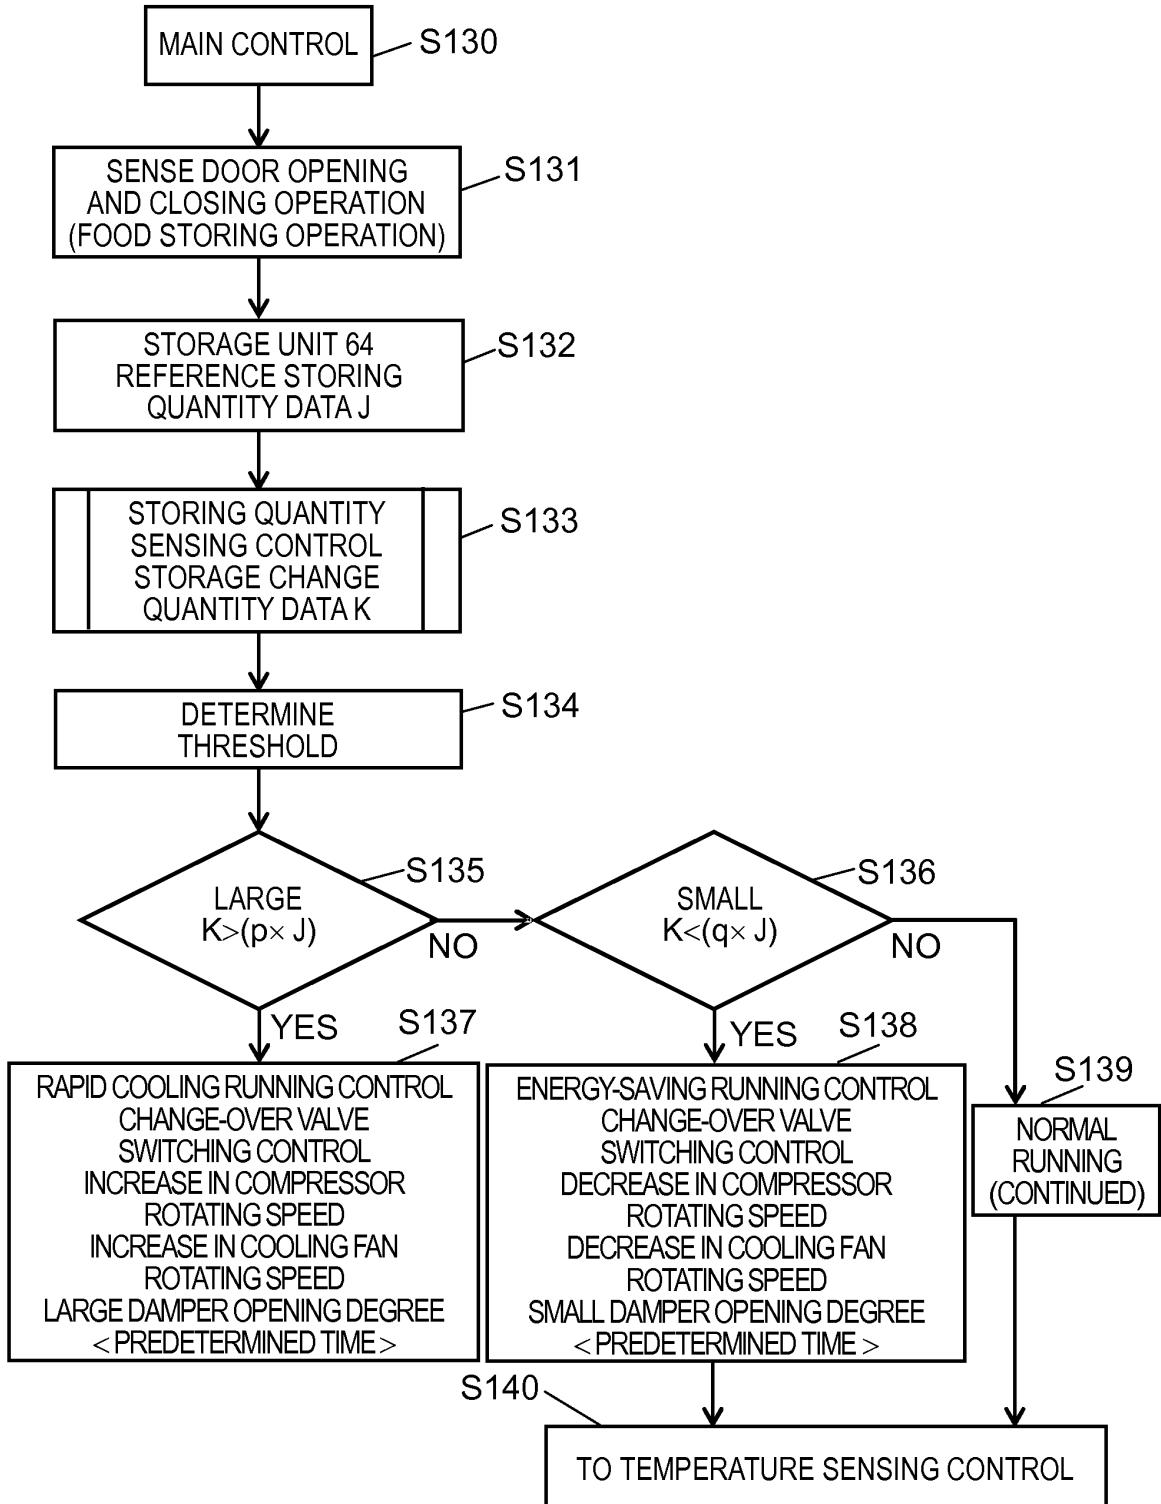 MAIN CONTROL
S130
SENSE DOOR OPENING
AND CLOSING OPERATION
(FOOD STORING OPERATION)
S131
STORAGE UNIT 64
REFERENCE STORING
QUANTITY DATA J
S132
STORING QUANTITY
SENSING CONTROL
STORAGE CHANGE
QUANTITY DATA K
S133
DETERMINE
THRESHOLD
S134
LARGE
K>(p× J)
S135
NO
YES
SMALL
K<(q× J)
S136
NO
YES
S137
RAPID COOLING RUNNING CONTROL
CHANGE-OVER VALVE
SWITCHING CONTROL
INCREASE IN COMPRESSOR
ROTATING SPEED
INCREASE IN COOLING FAN
ROTATING SPEED
LARGE DAMPER OPENING DEGREE
< PREDETERMINED TIME >
S138
ENERGY-SAVING RUNNING CONTROL
CHANGE-OVER VALVE
SWITCHING CONTROL
DECREASE IN COMPRESSOR
ROTATING SPEED
DECREASE IN COOLING FAN
ROTATING SPEED
SMALL DAMPER OPENING DEGREE
< PREDETERMINED TIME >
S139
NORMAL
RUNNING
(CONTINUED)
S140
TO TEMPERATURE SENSING CONTROL